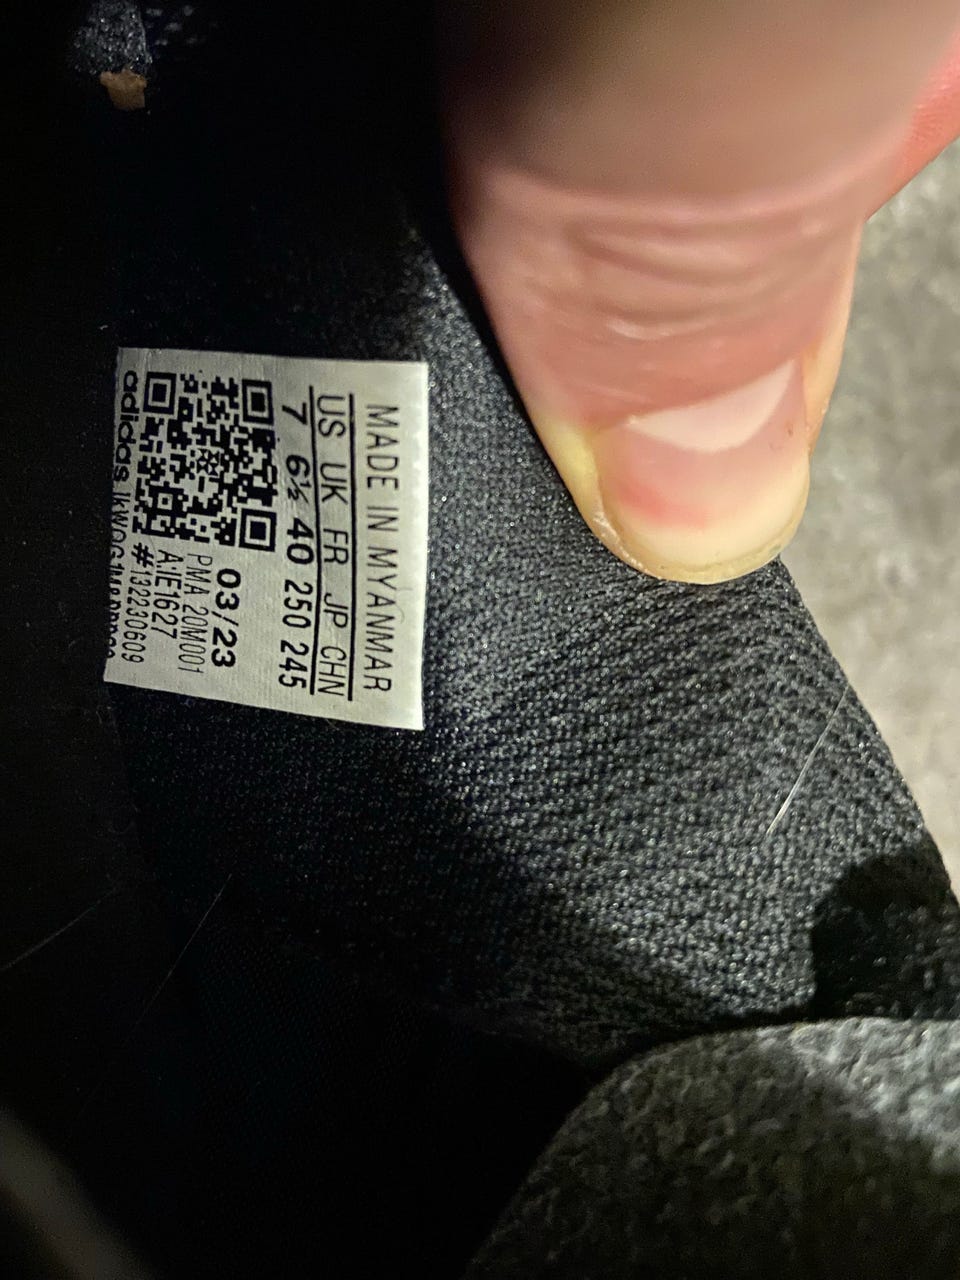 MADE IN MYANMAR
US UK FR JP CHN
7 6½ 40 250 245
03/23
PMA 20M001
AIE1627
#132230609
adidas